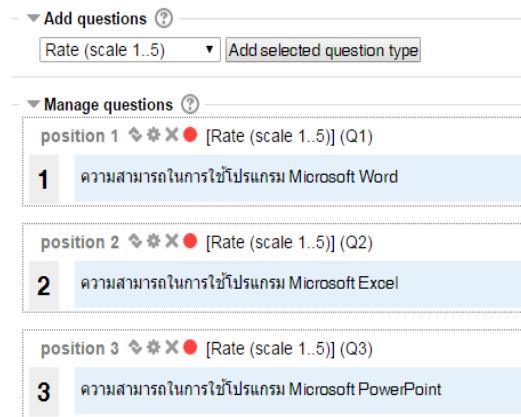 Add questions
Rate (scale 1..5) Add selected question type
Manage questions
position 1 [Rate (scale 1..5)] (Q1)
1 ความสามารถในการใช้โปรแกรม Microsoft Word
position 2 [Rate (scale 1..5)] (Q2)
2 ความสามารถในการใช้โปรแกรม Microsoft Excel
position 3 [Rate (scale 1..5)] (Q3)
3 ความสามารถในการใช้โปรแกรม Microsoft PowerPoint